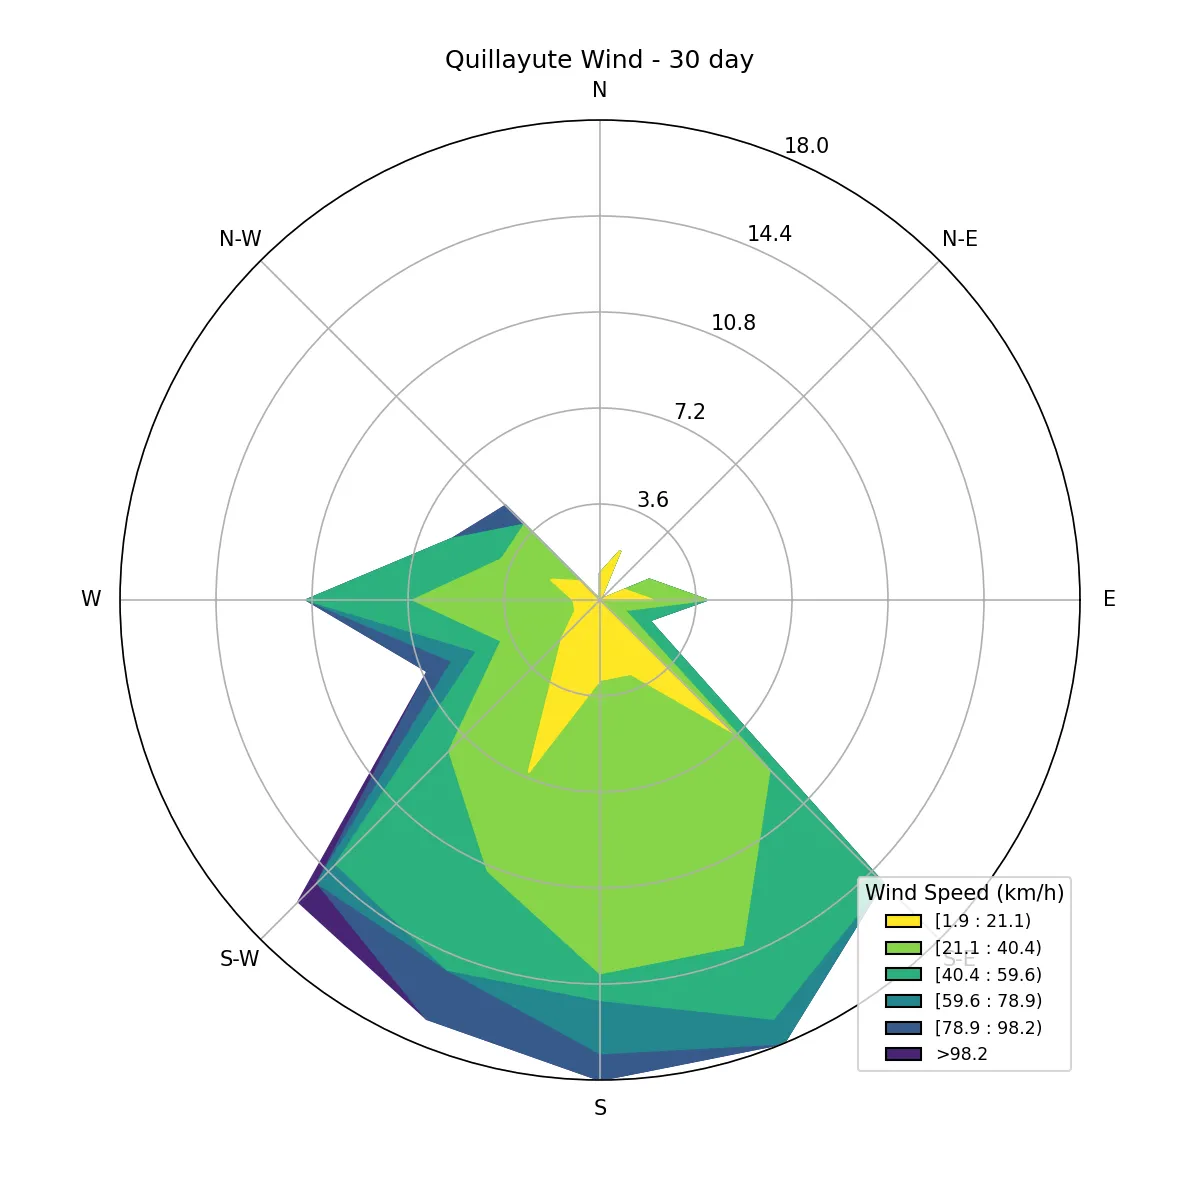 Quillayute Wind - 30 day
N
18.0
N-W
14.4
N-E
10.8
7.2
3.6
W
E
Wind Speed (km/h)
[1.9 : 21.1)
[21.1 : 40.4)
S-W
S-E
[40.4 : 59.6)
[59.6 : 78.9)
[78.9 : 98.2)
>98.2
S